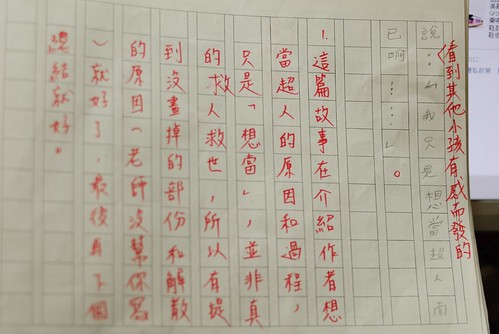 （看到其他小孩有感而發的
說：「我只是想當超人而
已啊……」。
！這篇故事在介紹作者想
當超人的原因和過程，
只是「想當」，並非真
的救人救世，所以有提
到沒畫掉的部份和解散
的原因（老師沒幫你寫
）就好了，最後再下個
總結就好。